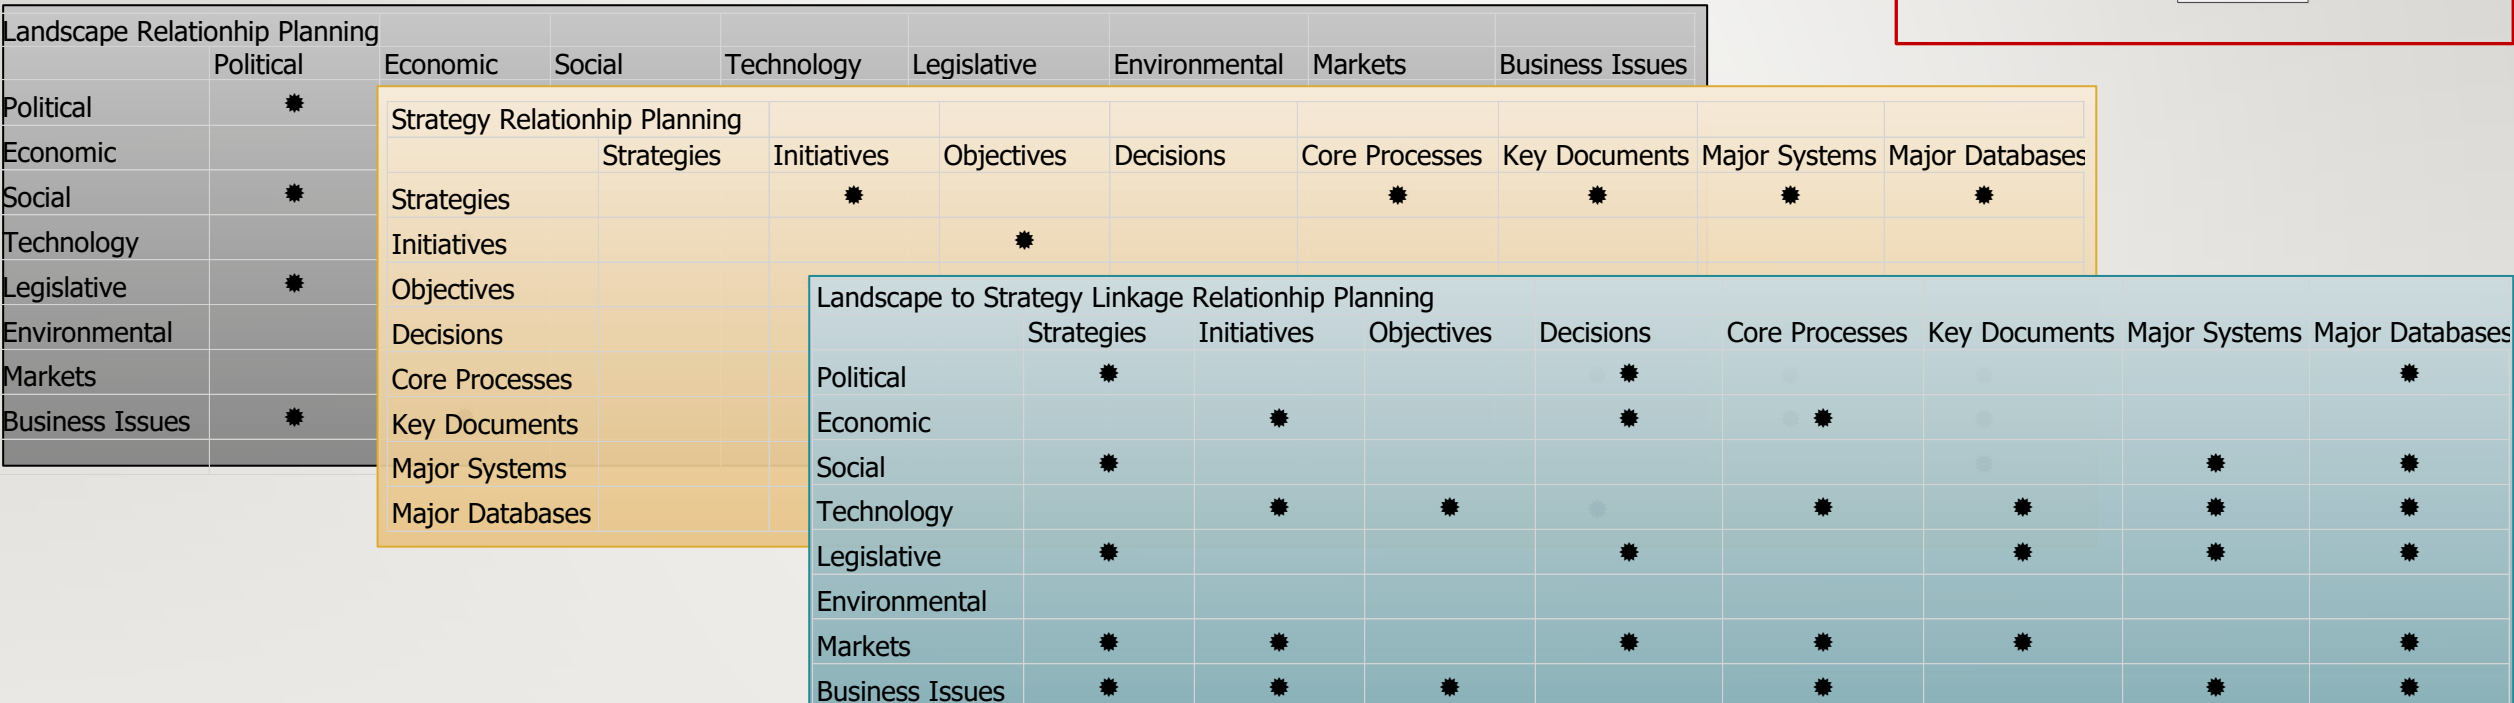 Landscape Relationhip Planning
Political Economic Social Technology Legislative Environmental Markets Business Issues
Political
Economic
Social
Technology
Legislative
Environmental
Markets
Business Issues
Strategy Relationhip Planning
Strategies Initiatives Objectives Decisions Core Processes Key Documents Major Systems Major Databases
Strategies
Initiatives
Objectives
Decisions
Core Processes
Key Documents
Major Systems
Major Databases
Landscape to Strategy Linkage Relationhip Planning
Strategies Initiatives Objectives Decisions Core Processes Key Documents Major Systems Major Databases
Political
Economic
Social
Technology
Legislative
Environmental
Markets
Business Issues